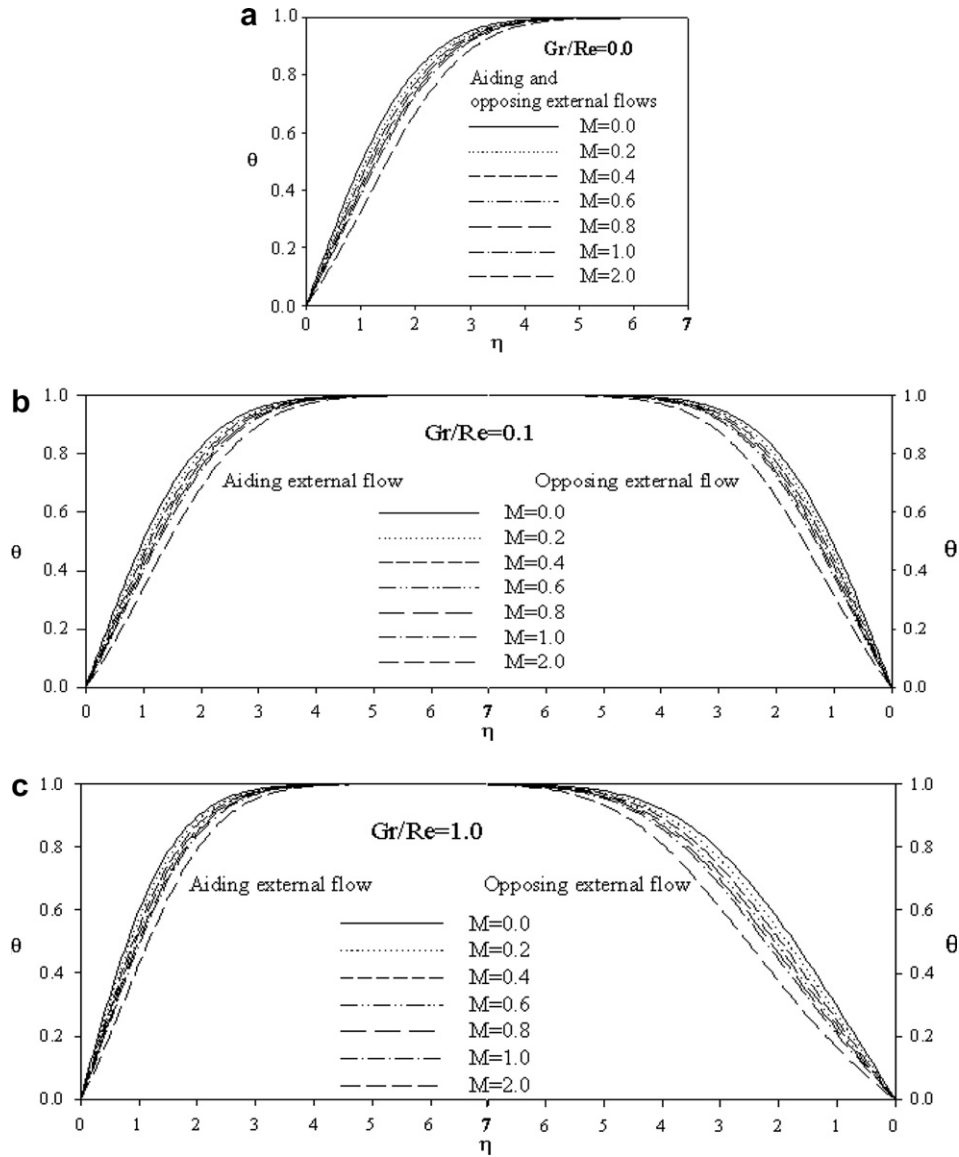 a
1.0
0.8
0.6
0.4
0.2
0.0
θ
Gr/Re=0.0
Aiding and
opposing external flows
M=0.0
M=0.2
M=0.4
M=0.6
M=0.8
M=1.0
M=2.0
0 1 2 3 4 5 6 7
η
b
1.0
0.8
0.6
0.4
0.2
0.0
θ
Gr/Re=0.1
Aiding external flow
Opposing external flow
M=0.0
M=0.2
M=0.4
M=0.6
M=0.8
M=1.0
M=2.0
1.0
0.8
0.6
0.4
0.2
0.0
θ
0 1 2 3 4 5 6 7 6 5 4 3 2 1 0
η
c
1.0
0.8
0.6
0.4
0.2
0.0
θ
Gr/Re=1.0
Aiding external flow
Opposing external flow
M=0.0
M=0.2
M=0.4
M=0.6
M=0.8
M=1.0
M=2.0
1.0
0.8
0.6
0.4
0.2
0.0
θ
0 1 2 3 4 5 6 7 6 5 4 3 2 1 0
η